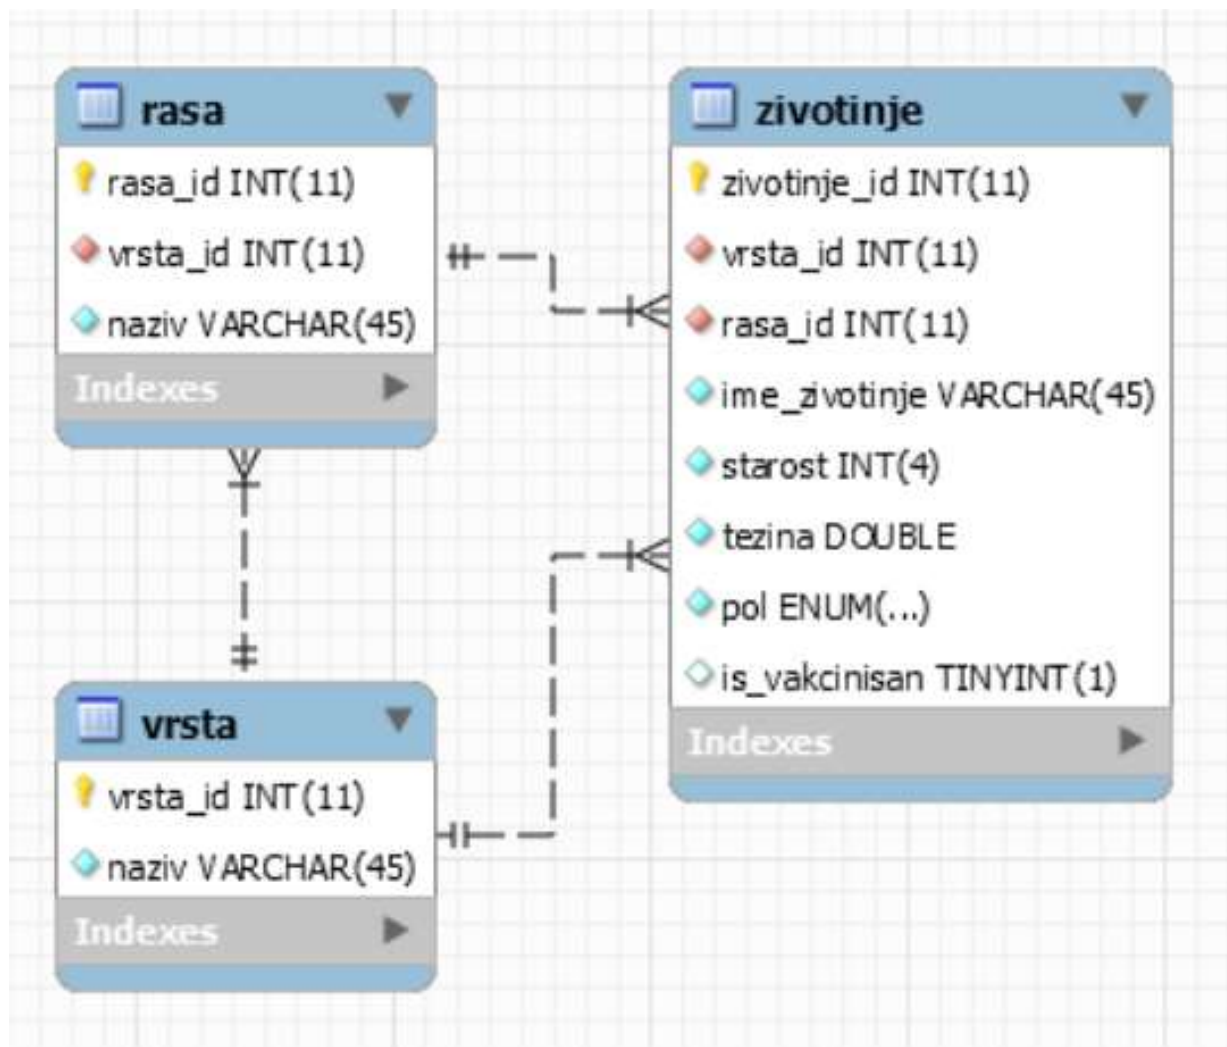 rasa
rasa_id INT(11)
vrsta_id INT(11)
naziv VARCHAR(45)
Indexes
vrsta
vrsta_id INT(11)
naziv VARCHAR(45)
Indexes
zivotinje
zivotinje_id INT(11)
vrsta_id INT(11)
rasa_id INT(11)
ime_zivotinje VARCHAR(45)
starost INT(4)
tezina DOUBLE
pol ENUM(...)
is_vakcinisan TINYINT(1)
Indexes